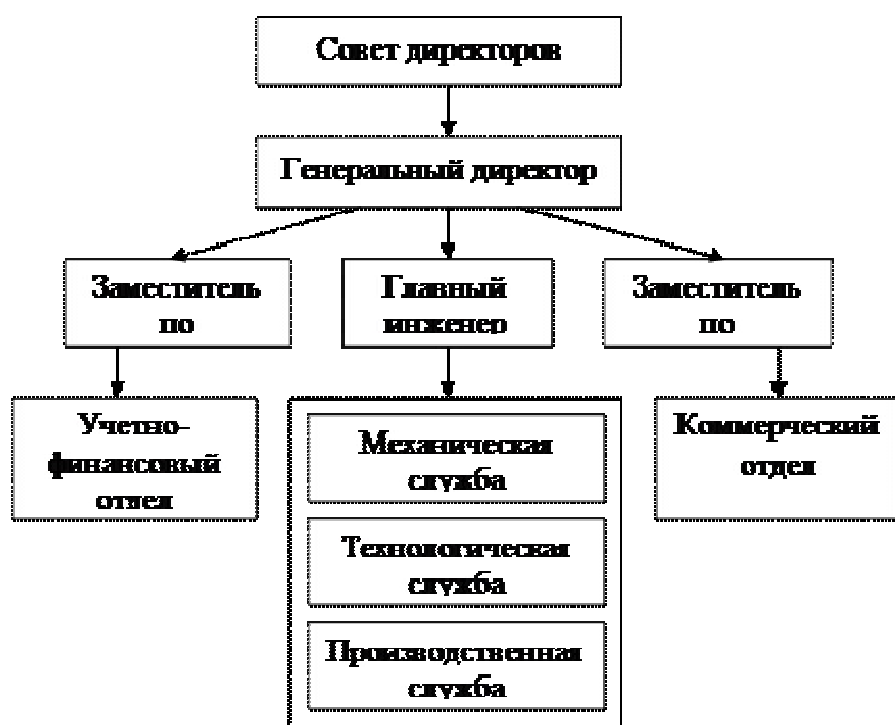 Совет директоров
Генеральный директор
Заместитель
по
Главный
инженер
Заместитель
по
Учетно-
финансовый
отдел
Коммерческий
отдел
Механическая
служба
Технологическая
служба
Производственная
служба